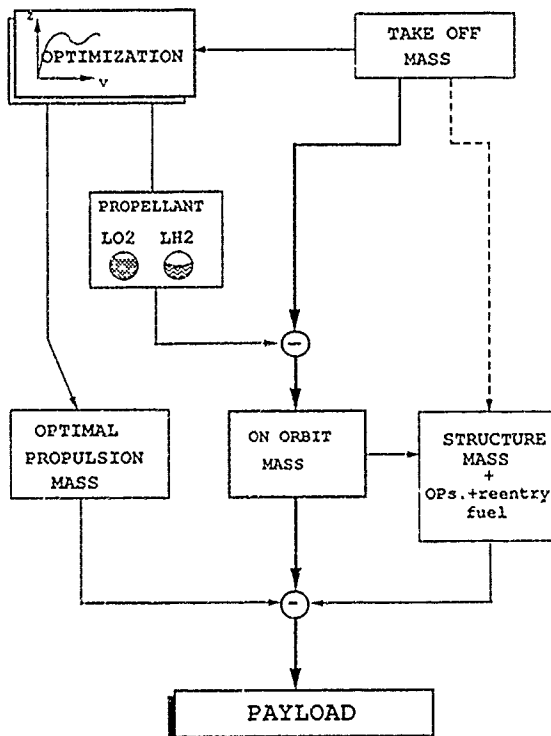 Z
OPTIMIZATION
V
TAKE OFF
MASS
PROPELLANT
LO2 LH2
-
OPTIMAL
PROPULSION
MASS
ON ORBIT
MASS
STRUCTURE
MASS
+
OPs.+reentry
fuel
-
PAYLOAD